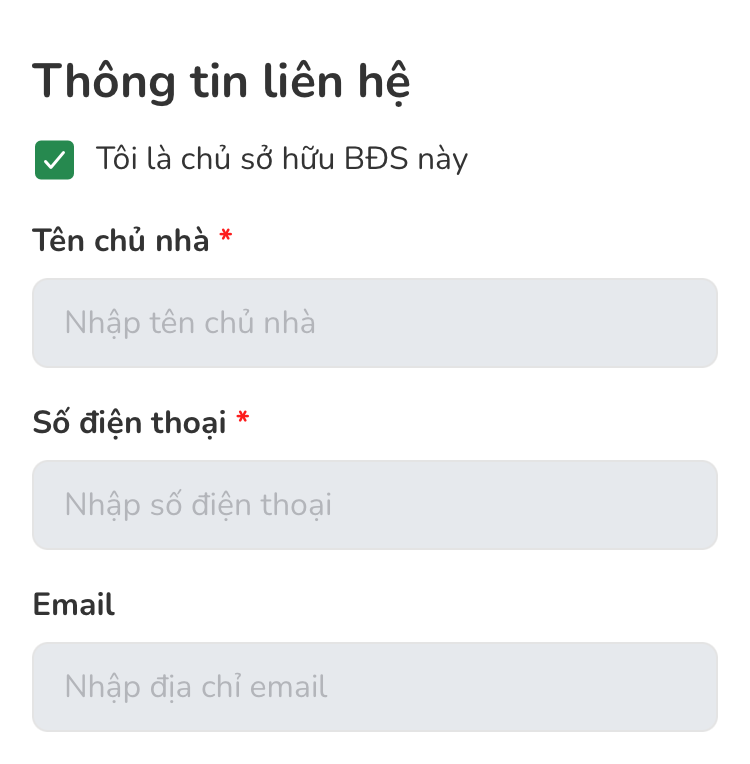 Thông tin liên hệ
Tôi là chủ sở hữu BĐS này
Tên chủ nhà *
Nhập tên chủ nhà
Số điện thoại *
Nhập số điện thoại
Email
Nhập địa chỉ email